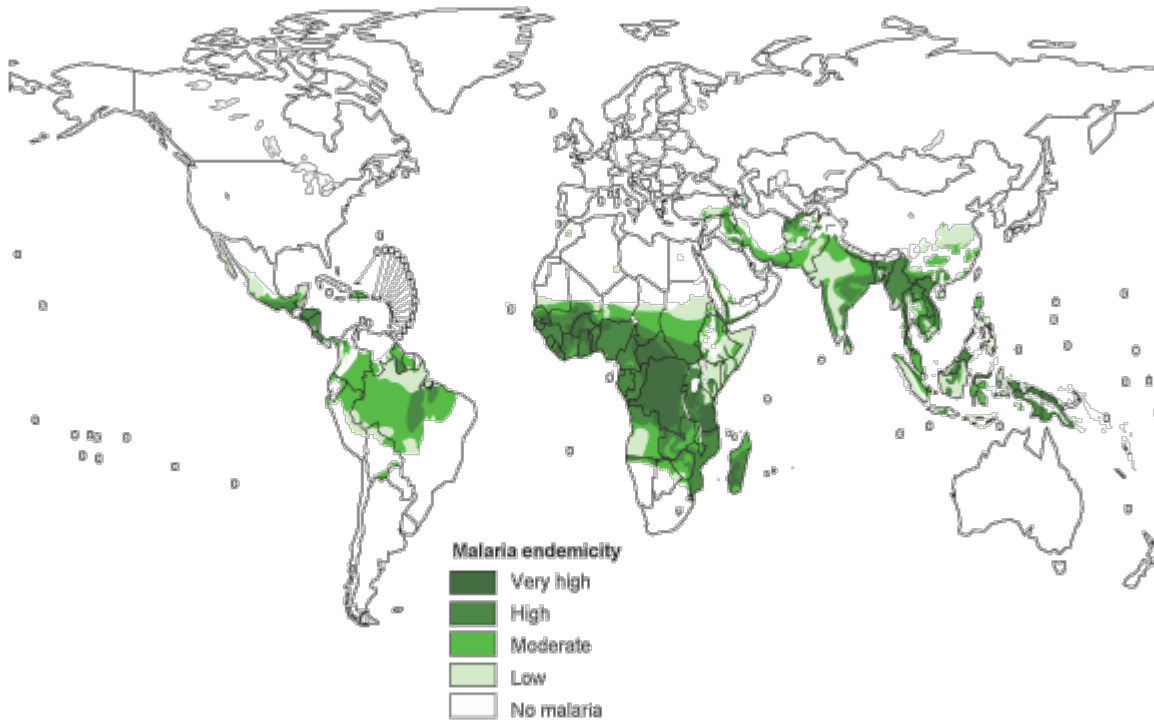 Malaria endemicity
Very high
High
Moderate
Low
No malaria